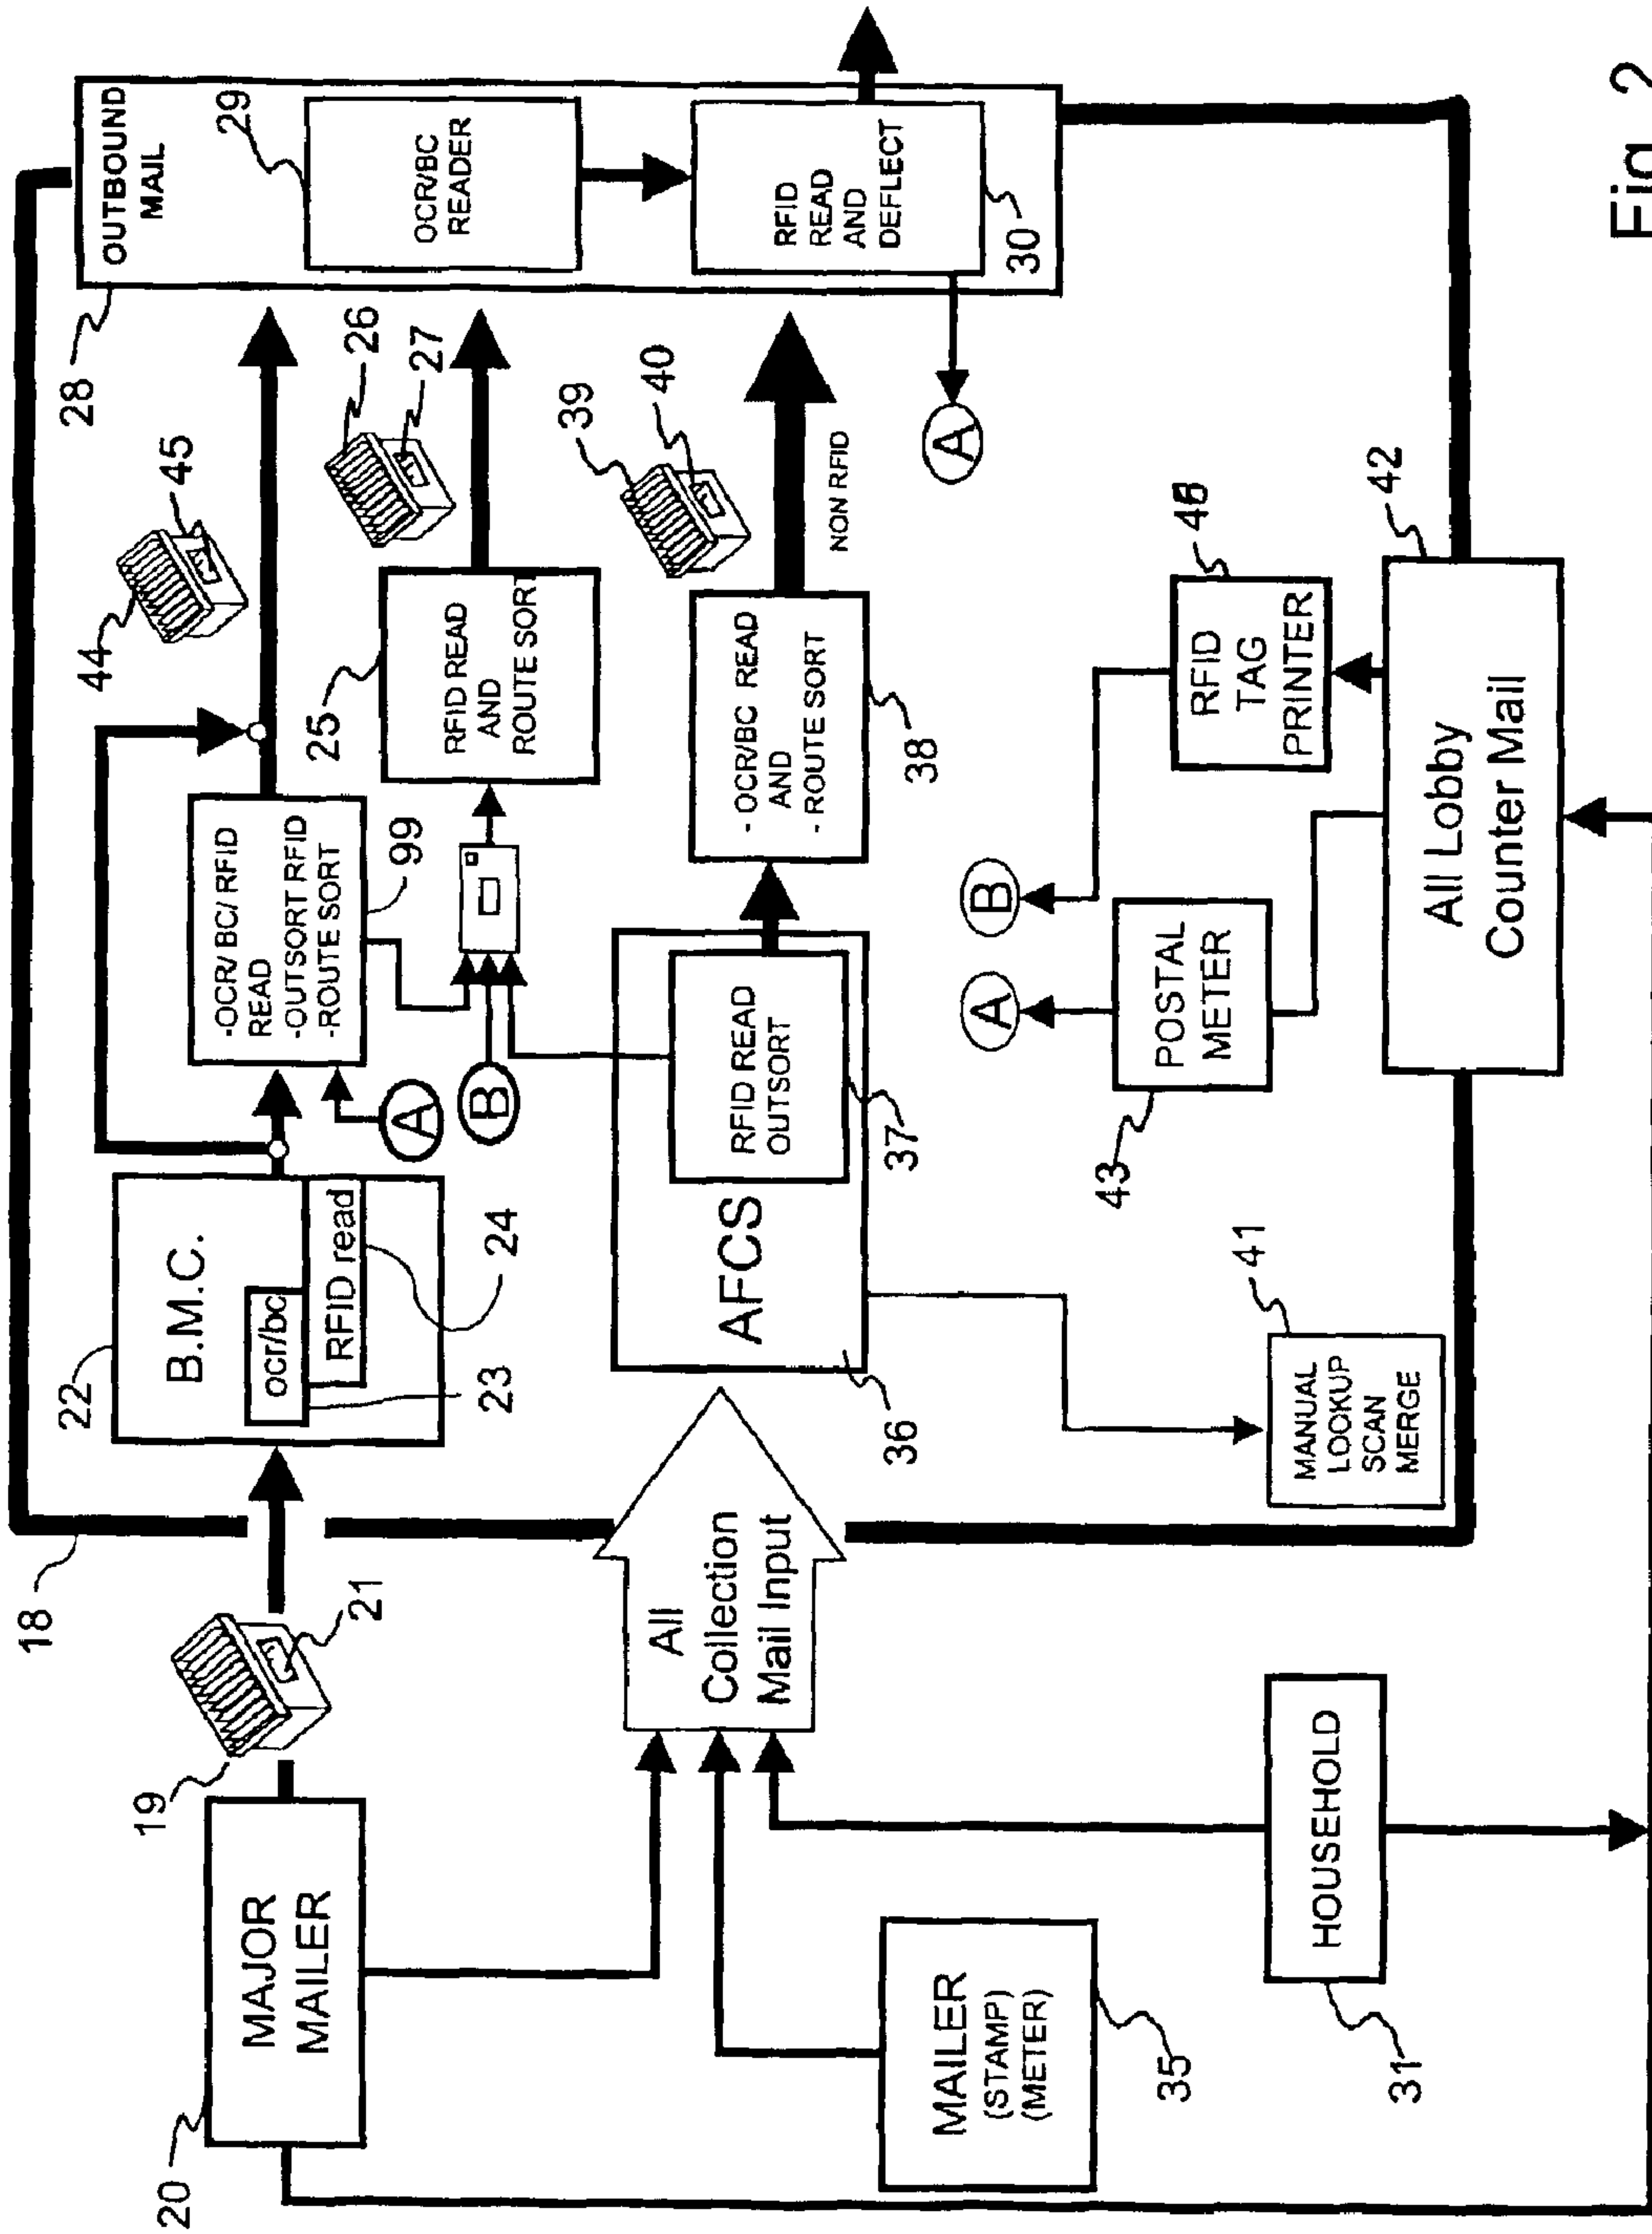 18
20
MAJOR
MAILER
19
21
22
B.M.C.
ocr/bc
RFID read
23
24
-OCR/ BC/ RFID
READ
-OUTSORT RFID
-ROUTE SORT
99
A
B
44
45
25
RFID READ
AND
ROUTE SORT
26
27
28
OUTBOUND
MAIL
29
OCR/BC
READER
RFID
READ
AND
DEFLECT
30
A
All
Collection
Mail Input
36
AFCS
RFID READ
OUTSORT
37
- OCR/BC READ
AND
- ROUTE SORT
38
39
40
NON RFID
MAILER
(STAMP)
(METER)
35
HOUSEHOLD
31
41
MANUAL
LOOKUP
SCAN
MERGE
43
POSTAL
METER
A
B
RFID
TAG
PRINTER
All Lobby
Counter Mail
42
Fig. 2